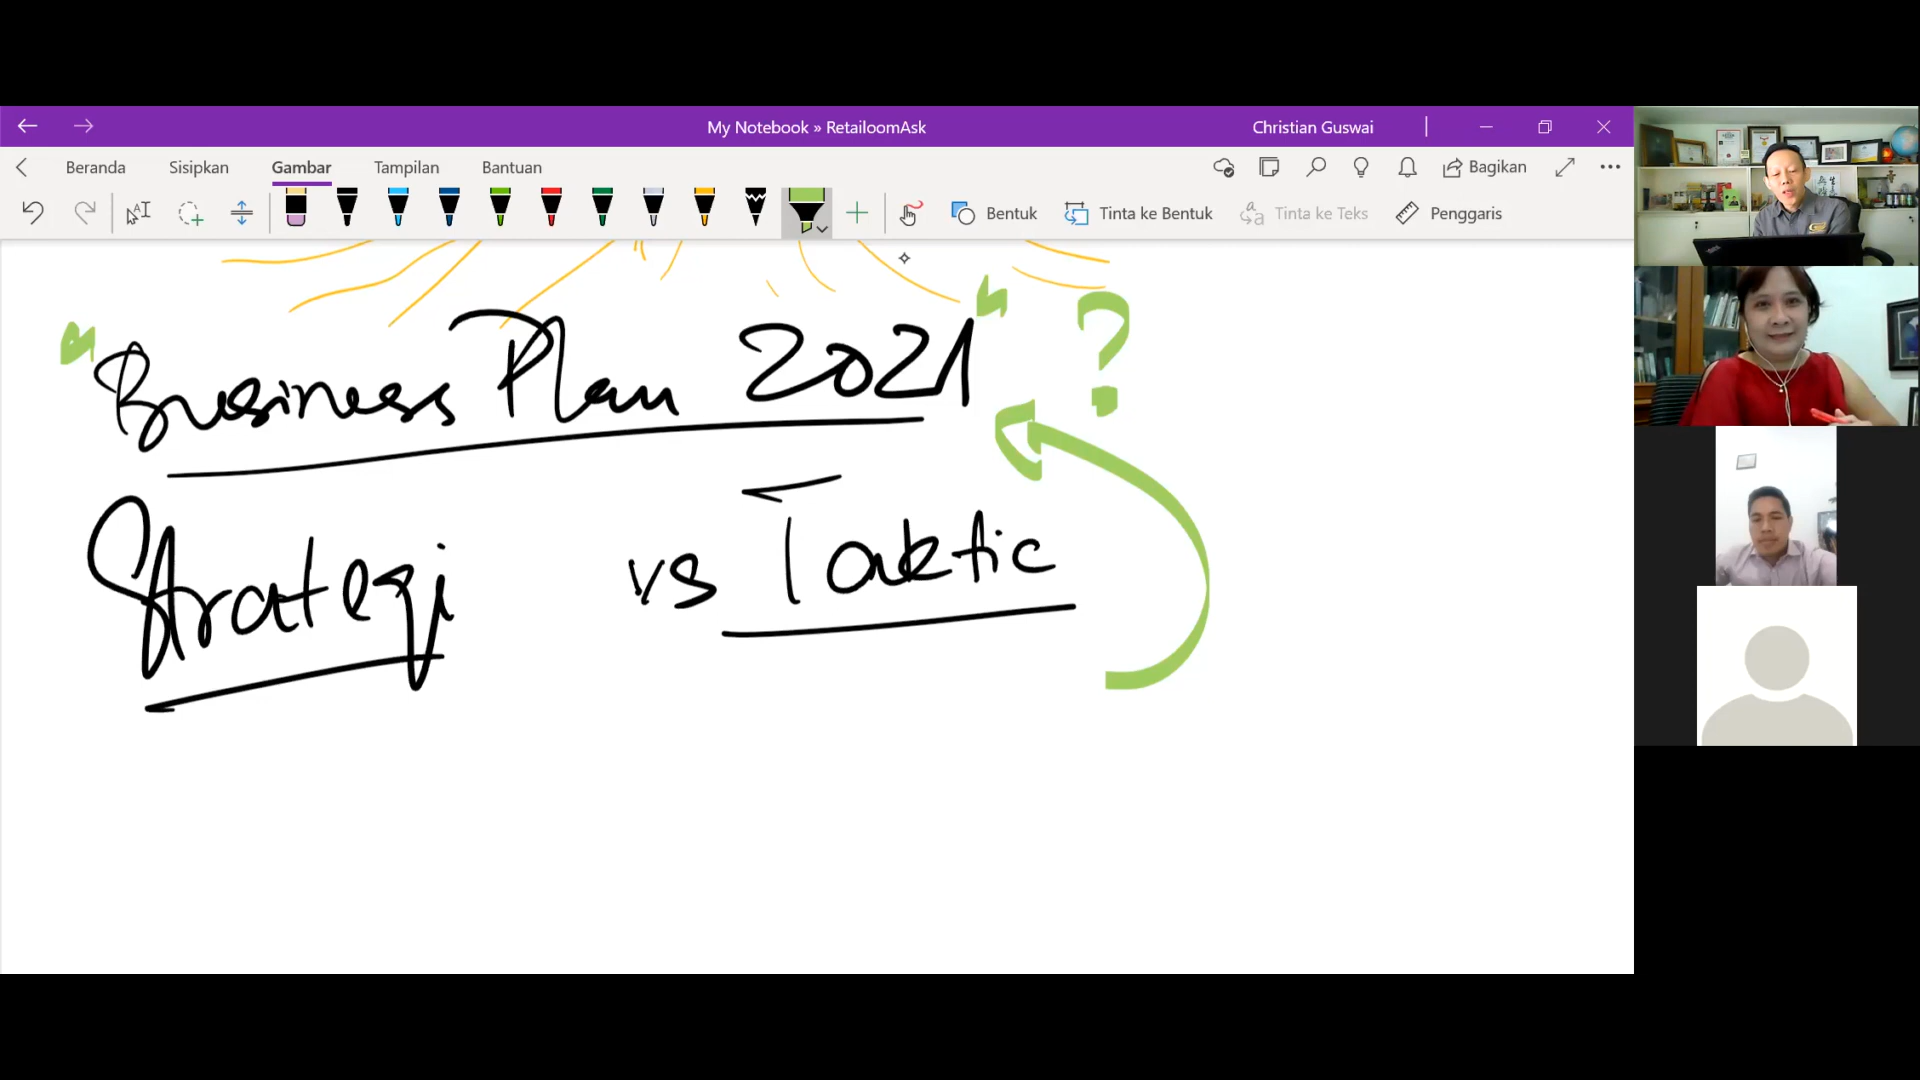 My Notebook » RetailoomAsk
Christian Guswai
Beranda Sisipkan Gambar Tampilan Bantuan Bagikan
Bentuk Tinta ke Bentuk Tinta ke Teks Penggaris
"Business Plan 2021" ?
Strategi vs Taktic